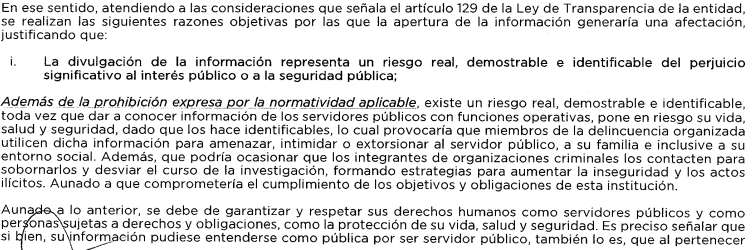 En ese sentido, atendiendo a las consideraciones que señala el artículo 129 de la Ley de Transparencia de la entidad,
se realizan las siguientes razones objetivas por las que la apertura de la información generaría una afectación,
justificando que:
i. La divulgación de la información representa un riesgo real, demostrable e identificable del perjuicio
significativo al interés público o a la seguridad pública;
Además de la prohibición expresa por la normatividad aplicable, existe un riesgo real, demostrable e identificable,
toda vez que dar a conocer información de los servidores públicos con funciones operativas, pone en riesgo su vida,
salud y seguridad, dado que los hace identificables, lo cual provocaría que miembros de la delincuencia organizada
utilicen dicha información para amenazar, intimidar o extorsionar al servidor público, a su familia e inclusive a su
entorno social. Además, que podría ocasionar que los integrantes de organizaciones criminales los contacten para
sobornarlos y desviar el curso de la investigación, formando estrategias para aumentar la inseguridad y los actos
ilícitos. Aunado a que comprometería el cumplimiento de los objetivos y obligaciones de esta institución.
Aunado a lo anterior, se debe de garantizar y respetar sus derechos humanos como servidores públicos y como
personas sujetas a derechos y obligaciones, como la protección de su vida, salud y seguridad. Es preciso señalar que
si bien, su información pudiese entenderse como pública por ser servidor público, también lo es, que al pertenecer